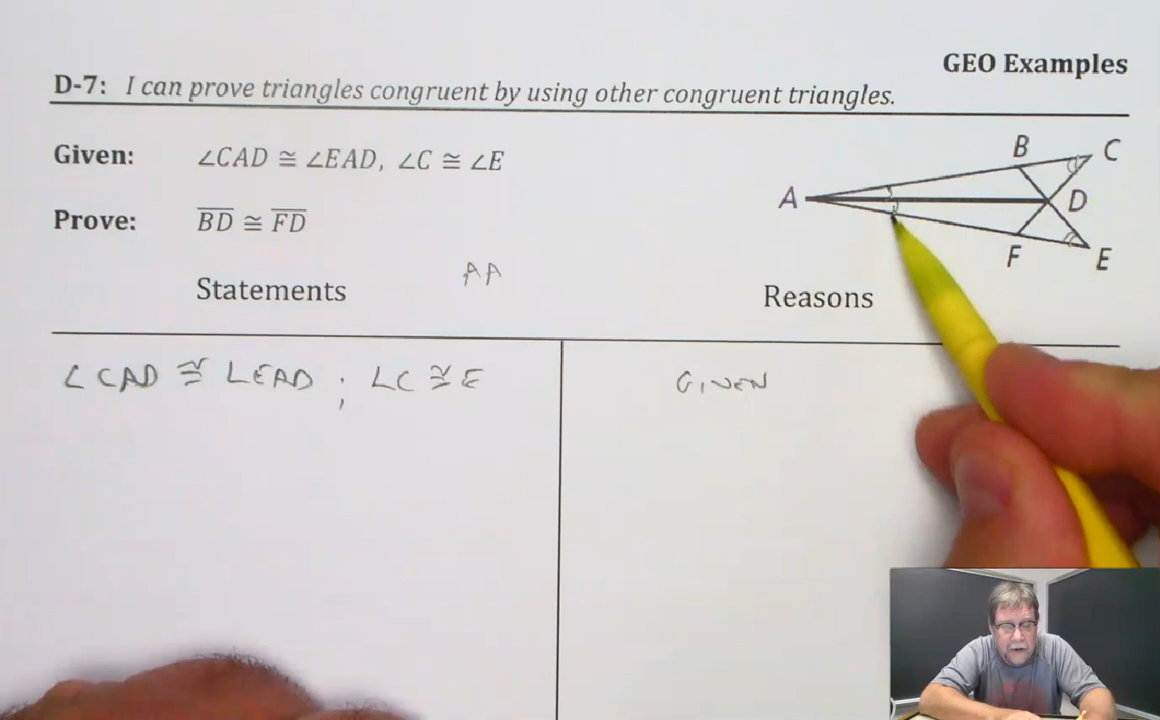 GEO Examples
D-7: I can prove triangles congruent by using other congruent triangles.
Given: ∠CAD ≅ ∠EAD, ∠C ≅ ∠E
Prove: BD ≅ FD
A B C D F E
AA
Statements Reasons
∠CAD ≅ ∠EAD ; ∠C ≅ E GIVEN